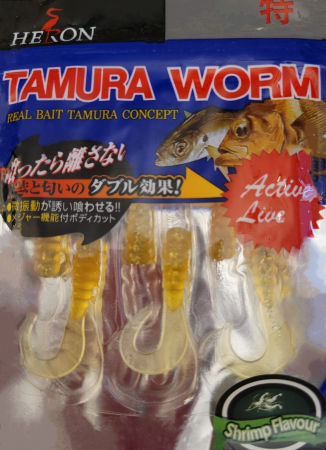 HERON
特
TAMURA WORM
REAL BAIT TAMURA CONCEPT
ったら離さない
と匂いのダブル効果!
●微振動が誘い喰わせる!!
●メジャー機能付ボディカット
Active
Live
Shrimp Flavour